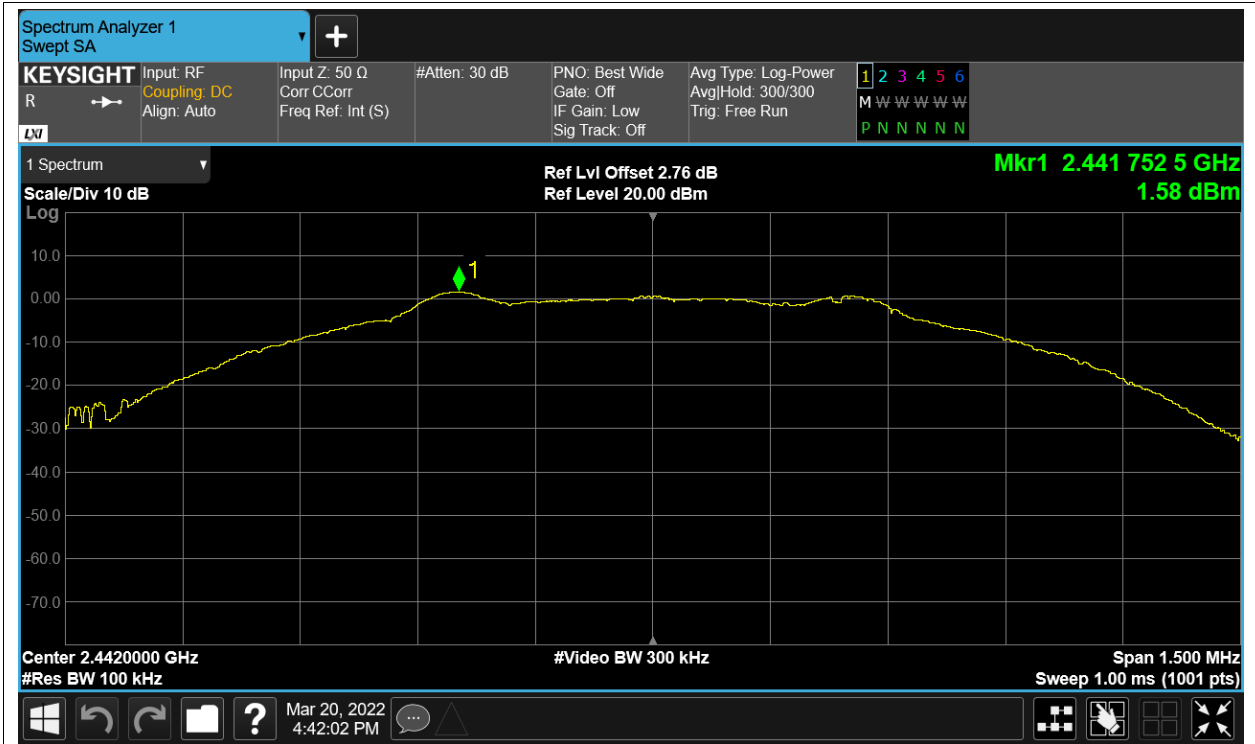 Spectrum Analyzer 1
Swept SA
+
KEYSIGHT
R
LXI
Input: RF
Coupling: DC
Align: Auto
Input Z: 50 Ω
Corr CCorr
Freq Ref: Int (S)
#Atten: 30 dB
PNO: Best Wide
Gate: Off
IF Gain: Low
Sig Track: Off
Avg Type: Log-Power
Avg|Hold: 300/300
Trig: Free Run
1 2 3 4 5 6
M W W W W W
P N N N N N
1 Spectrum
Scale/Div 10 dB
Log
Ref Lvl Offset 2.76 dB
Ref Level 20.00 dBm
Mkr1 2.441 752 5 GHz
1.58 dBm
10.0
0.00
-10.0
-20.0
-30.0
-40.0
-50.0
-60.0
-70.0
1
Center 2.4420000 GHz
#Res BW 100 kHz
#Video BW 300 kHz
Span 1.500 MHz
Sweep 1.00 ms (1001 pts)
?
Mar 20, 2022
4:42:02 PM